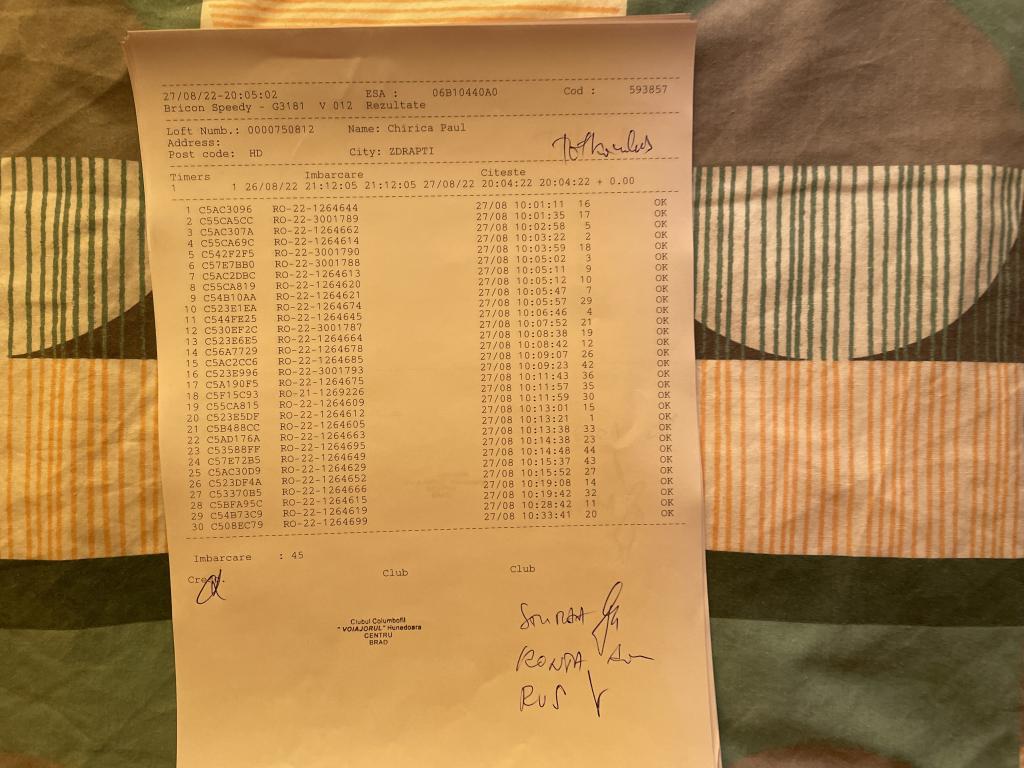 27/08/22-20:05:02 ESA : 06B10440A0 Cod : 593857
Bricon Speedy - G3181 V 012 Rezultate
Loft Numb.: 0000750812 Name: Chirica Paul
Address:
Post code: HD City: ZDRAPTI
Timers Imbarcare Citeste
1 1 26/08/22 21:12:05 21:12:05 27/08/22 20:04:22 20:04:22 + 0.00
1 C5AC3096 RO-22-1264644 27/08 10:01:11 16 OK
2 C55CA5CC RO-22-3001789 27/08 10:01:35 17 OK
3 C5AC307A RO-22-1264662 27/08 10:02:58 5 OK
4 C55CA69C RO-22-1264614 27/08 10:03:22 2 OK
5 C542F2F5 RO-22-3001790 27/08 10:03:59 18 OK
6 C57E7BB0 RO-22-3001788 27/08 10:05:02 3 OK
7 C5AC2DBC RO-22-1264613 27/08 10:05:11 9 OK
8 C55CA819 RO-22-1264620 27/08 10:05:12 10 OK
9 C54B10AA RO-22-1264621 27/08 10:05:47 7 OK
10 C523E1EA RO-22-1264674 27/08 10:05:57 29 OK
11 C544FE25 RO-22-1264645 27/08 10:06:46 4 OK
12 C530EF2C RO-22-3001787 27/08 10:07:52 21 OK
13 C523E6E5 RO-22-1264664 27/08 10:08:38 19 OK
14 C56A7729 RO-22-1264678 27/08 10:08:42 12 OK
15 C5AC2CC6 RO-22-1264685 27/08 10:09:07 26 OK
16 C523E996 RO-22-3001793 27/08 10:09:23 42 OK
17 C5A190F5 RO-22-1264675 27/08 10:11:43 36 OK
18 C5F15C93 RO-21-1269226 27/08 10:11:57 35 OK
19 C55CA815 RO-22-1264609 27/08 10:11:59 30 OK
20 C523E5DF RO-22-1264612 27/08 10:13:01 15 OK
21 C5B488CC RO-22-1264605 27/08 10:13:21 1 OK
22 C5AD176A RO-22-1264663 27/08 10:13:38 33 OK
23 C53588FF RO-22-1264695 27/08 10:14:38 23 OK
24 C57E72B5 RO-22-1264649 27/08 10:14:48 44 OK
25 C5AC30D9 RO-22-1264629 27/08 10:15:37 43 OK
26 C523DF4A RO-22-1264652 27/08 10:15:52 27 OK
27 C53370B5 RO-22-1264666 27/08 10:19:08 14 OK
28 C5BFA95C RO-22-1264615 27/08 10:19:42 32 OK
29 C54B73C9 RO-22-1264619 27/08 10:28:42 11 OK
30 C508EC79 RO-22-1264699 27/08 10:33:41 20 OK
Imbarcare : 45
Club Club
Clubul Columbofil
"VOIAJORUL" Hunedoara
CENTRU
BRAD
RONTA
RUS